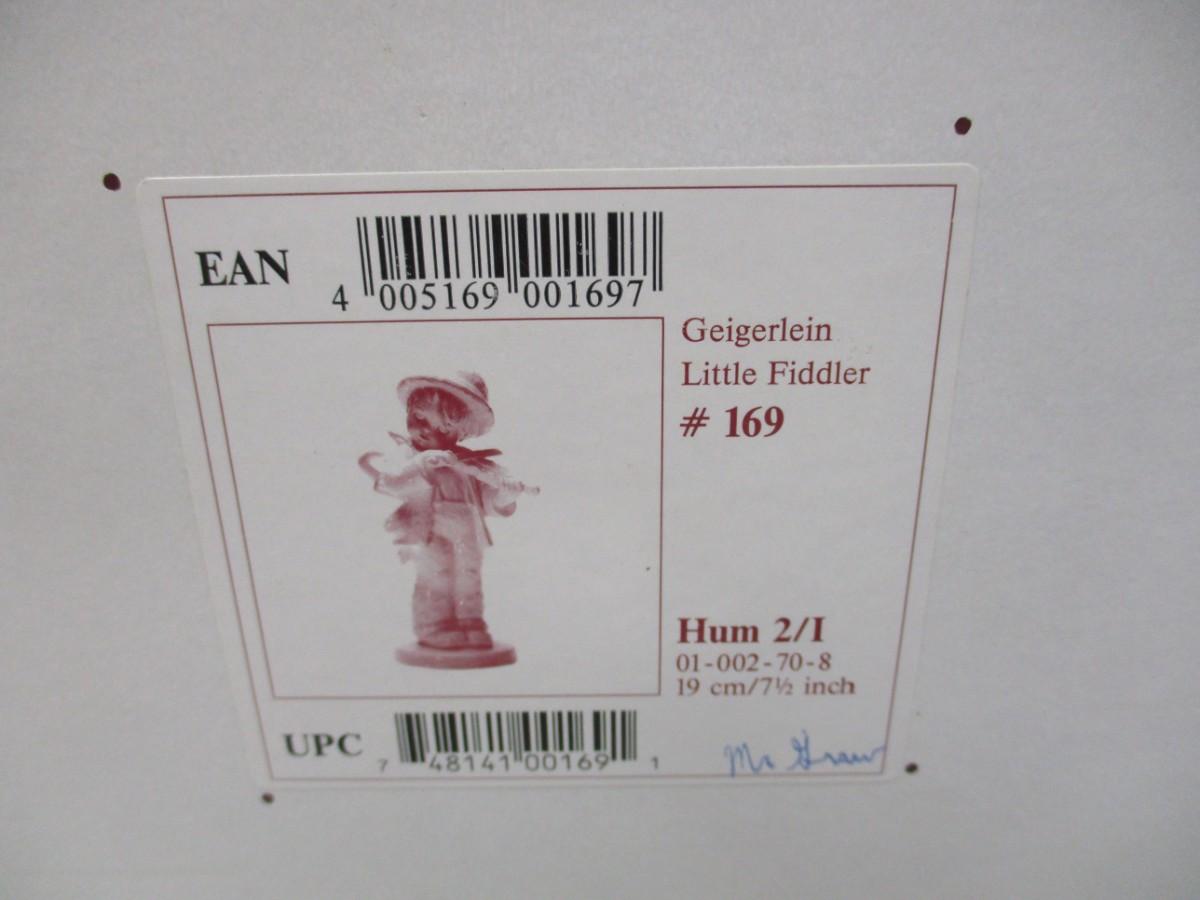 EAN
4 005169 001697
Geigerlein
Little Fiddler
# 169
Hum 2/I
01-002-70-8
19 cm/7½ inch
UPC
7 48141 00169 1